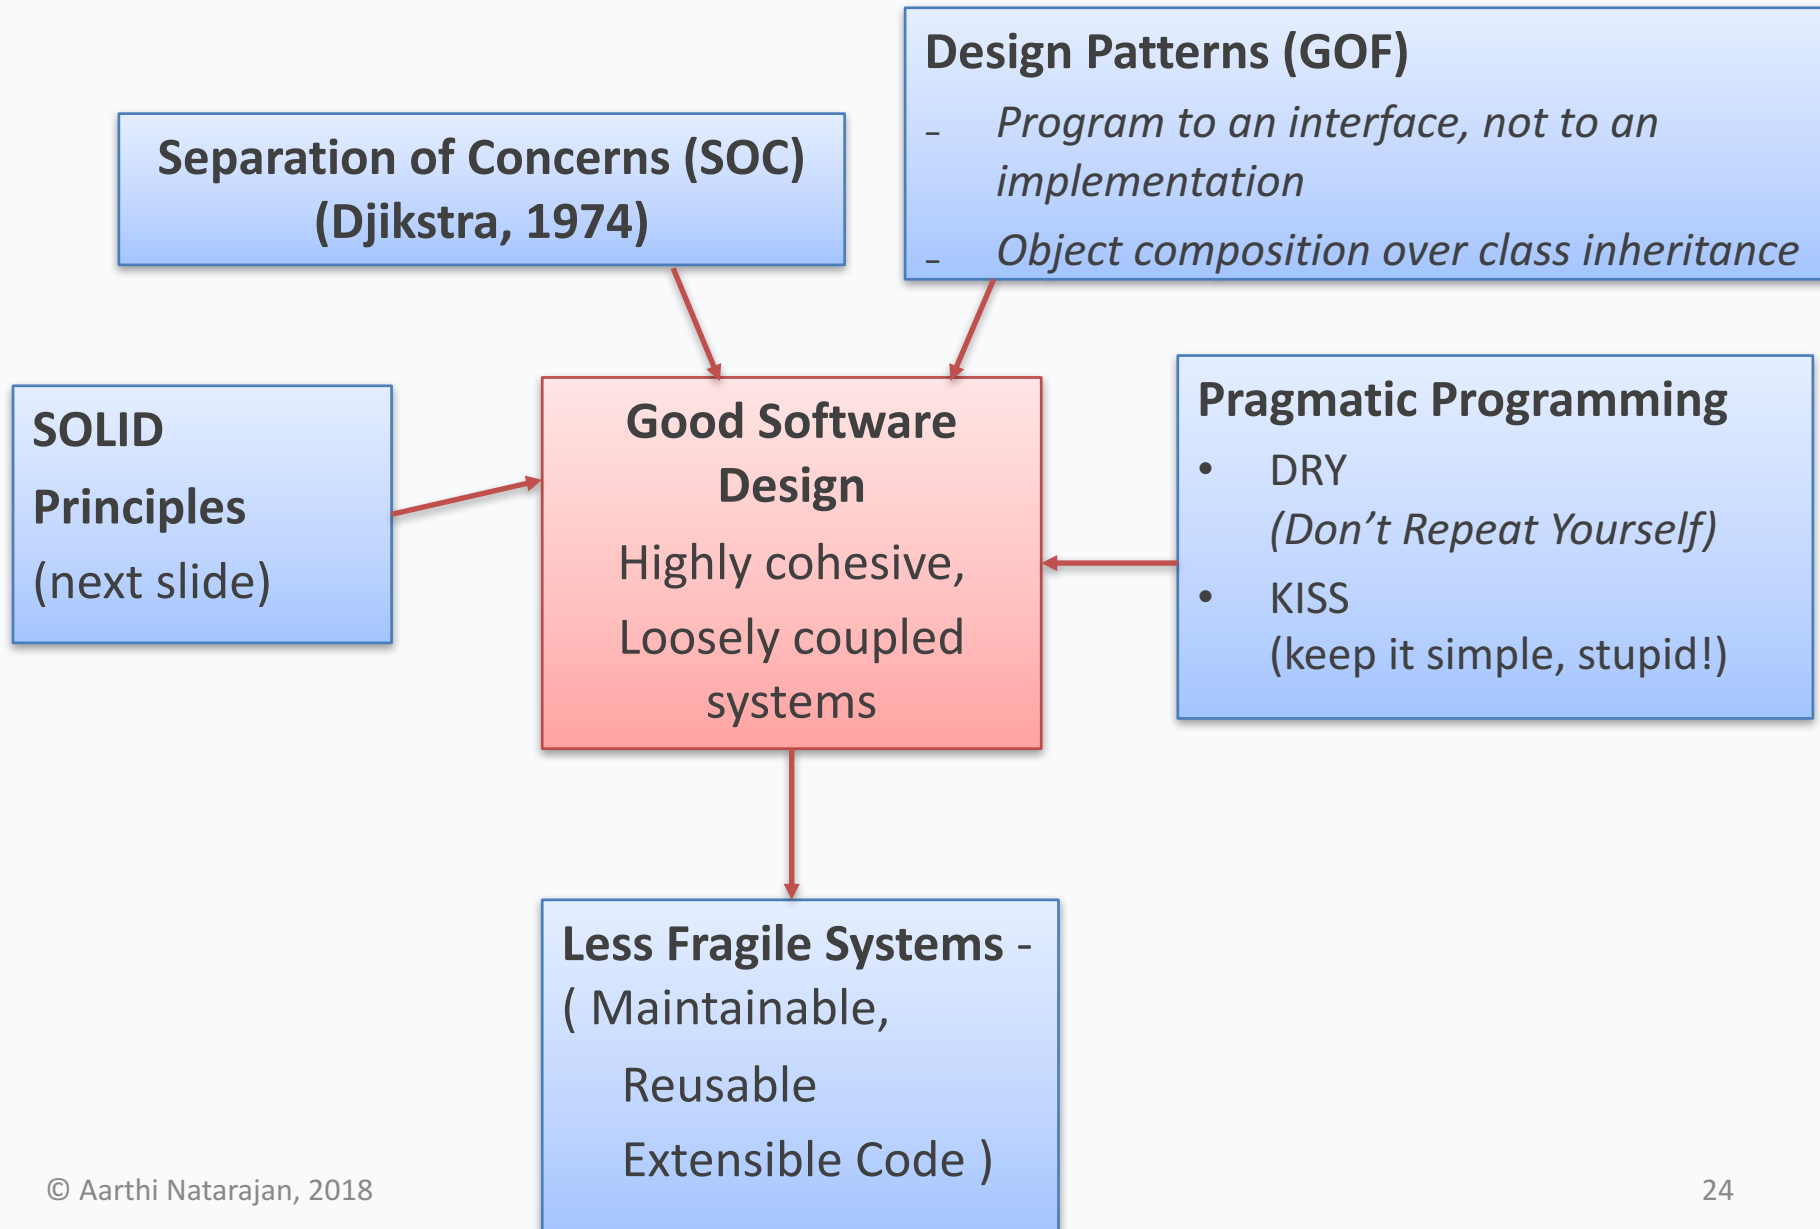 Design Patterns (GOF)
- Program to an interface, not to an
implementation
- Object composition over class inheritance
Separation of Concerns (SOC)
(Djikstra, 1974)
SOLID
Principles
(next slide)
Good Software
Design
Highly cohesive,
Loosely coupled
systems
Pragmatic Programming
• DRY
(Don’t Repeat Yourself)
• KISS
(keep it simple, stupid!)
Less Fragile Systems -
( Maintainable,
Reusable
Extensible Code )
© Aarthi Natarajan, 2018
24